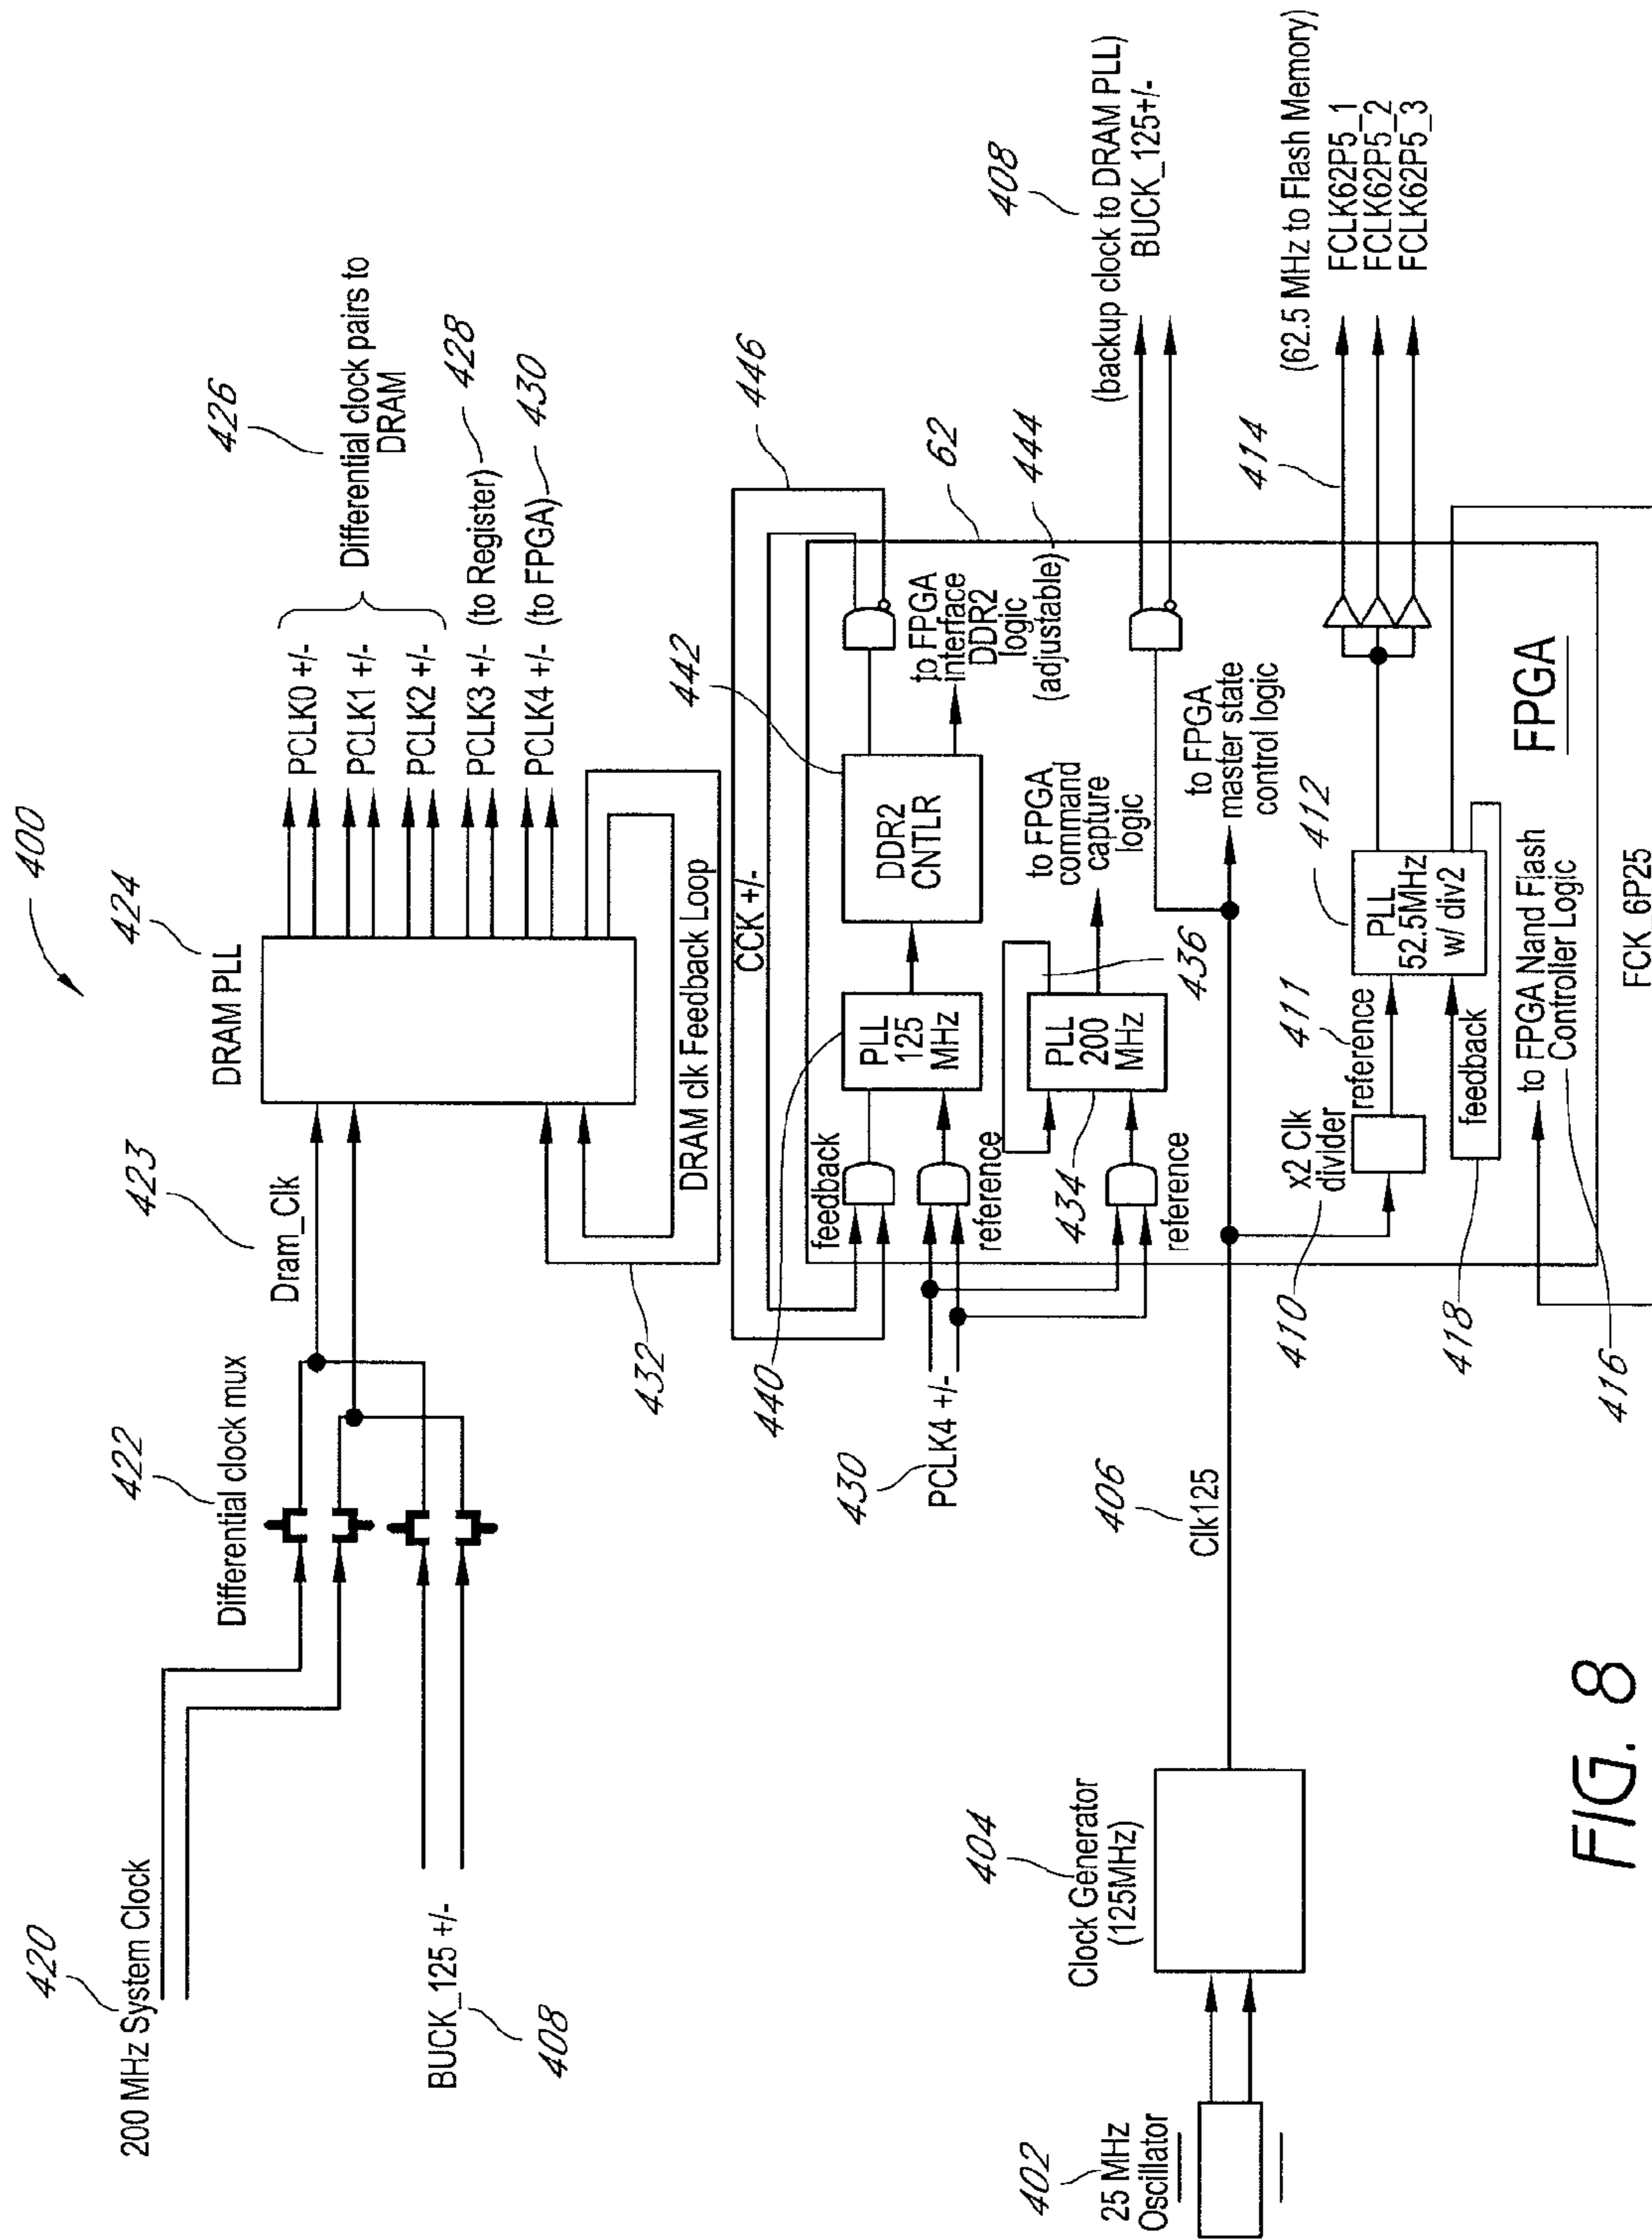 400
420
200 MHz System Clock
BUCK_125 +/-
408
422
Differential clock mux
423
Dram_Clk
424
DRAM PLL
PCLK0 +/-
PCLK1 +/-
PCLK2 +/-
PCLK3 +/- (to Register)
PCLK4 +/- (to FPGA)
426
Differential clock pairs to
DRAM
428
430
432
DRAM clk Feedback Loop
CCK +/-
446
62
440
feedback
reference
PLL
125
MHz
442
DDR2
CNTLR
to FPGA
interface
DDR2
logic
(adjustable)
444
430
PCLK4 +/-
434
reference
PLL
200
MHz
436
to FPGA
command
capture
logic
402
25 MHz
Oscillator
404
Clock Generator
(125MHz)
406
Clk125
to FPGA
master state
control logic
408
(backup clock to DRAM PLL)
BUCK_125+/-
410
x2 Clk
divider
411
reference
412
PLL
52.5MHz
w/ div2
418
feedback
416
to FPGA Nand Flash
Controller Logic
FPGA
414
(62.5 MHz to Flash Memory)
FCLK62P5_1
FCLK62P5_2
FCLK62P5_3
FCK_6P25
FIG. 8